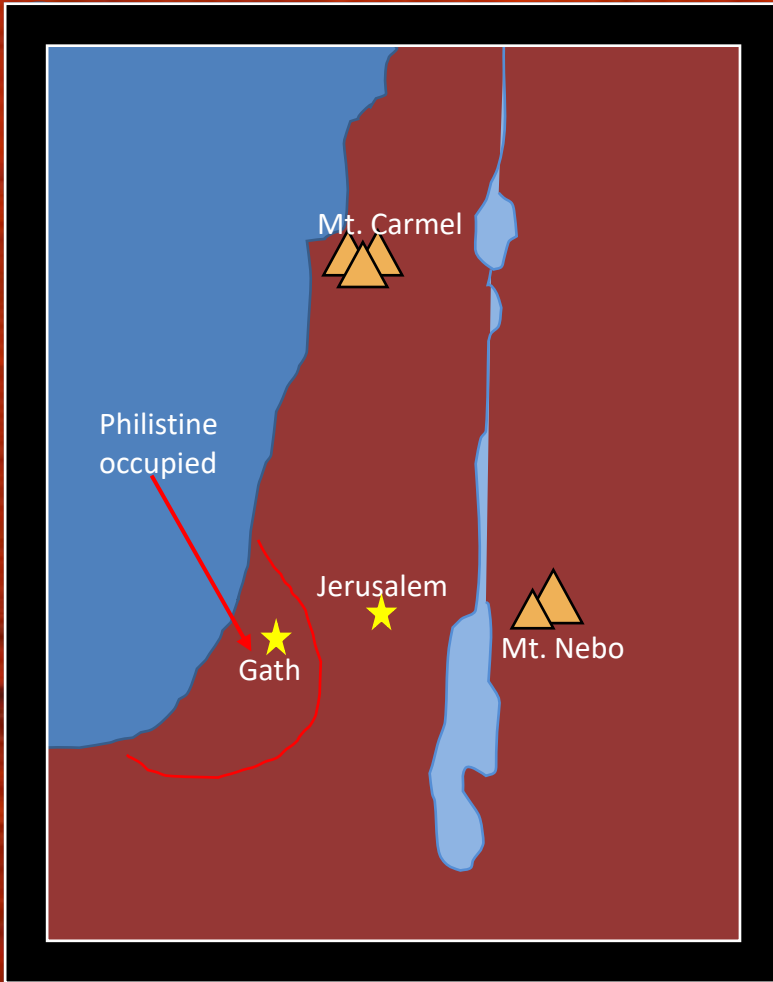 Mt. Carmel
Philistine
occupied
Jerusalem
Mt. Nebo
Gath